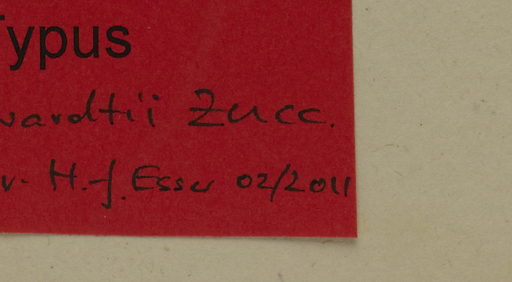 Typus
wardtii Zucc.
v. H.-J. Esser 02/2011